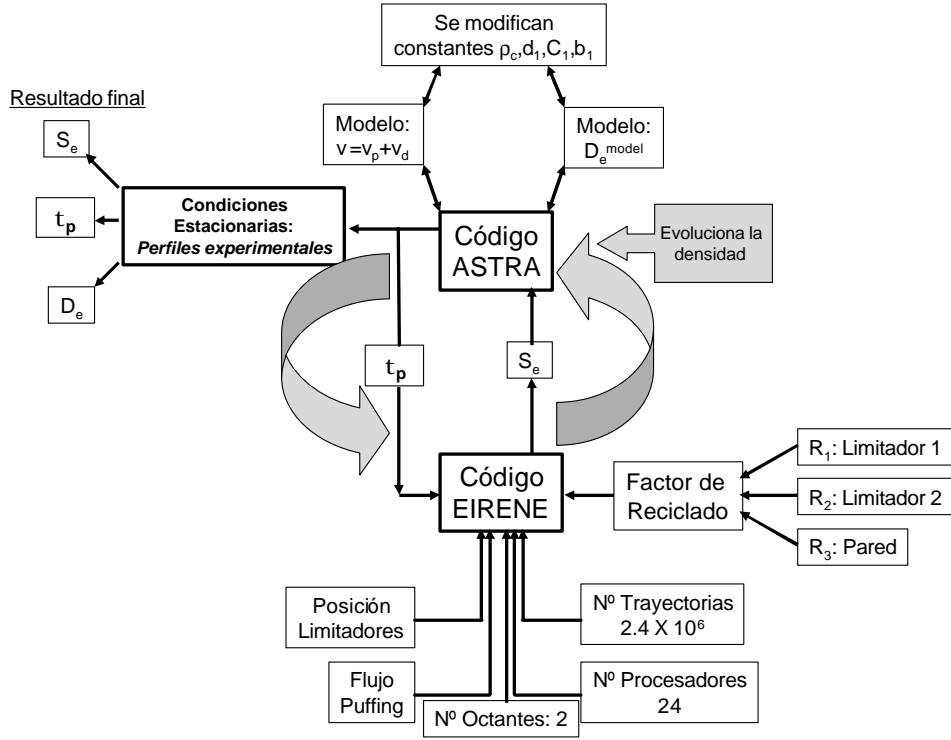 Se modifican
constantes ρc,d1,C1,b1
Resultado final
Modelo:
v=vp+vd
Modelo:
De^model
Se
tp
De
Condiciones
Estacionarias:
Perfiles experimentales
Código
ASTRA
Evoluciona la
densidad
tp
Se
Código
EIRENE
Factor de
Reciclado
R1: Limitador 1
R2: Limitador 2
R3: Pared
Posición
Limitadores
Nº Trayectorias
2.4 X 10^6
Flujo
Puffing
Nº Octantes: 2
Nº Procesadores
24